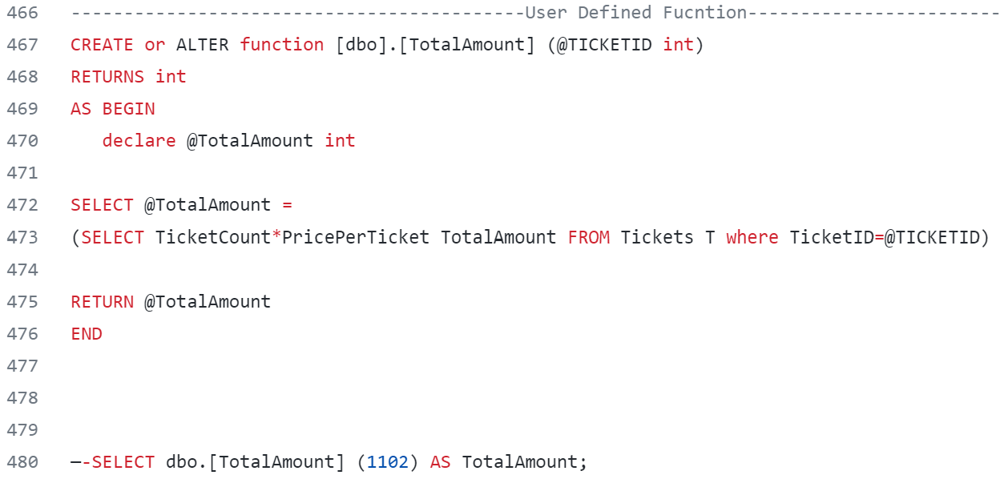 466 -------------------------------------------User Defined Fucntion------------------------
467 CREATE or ALTER function [dbo].[TotalAmount] (@TICKETID int)
468 RETURNS int
469 AS BEGIN
470 declare @TotalAmount int
471
472 SELECT @TotalAmount =
473 (SELECT TicketCount*PricePerTicket TotalAmount FROM Tickets T where TicketID=@TICKETID)
474
475 RETURN @TotalAmount
476 END
477
478
479
480 —-SELECT dbo.[TotalAmount] (1102) AS TotalAmount;